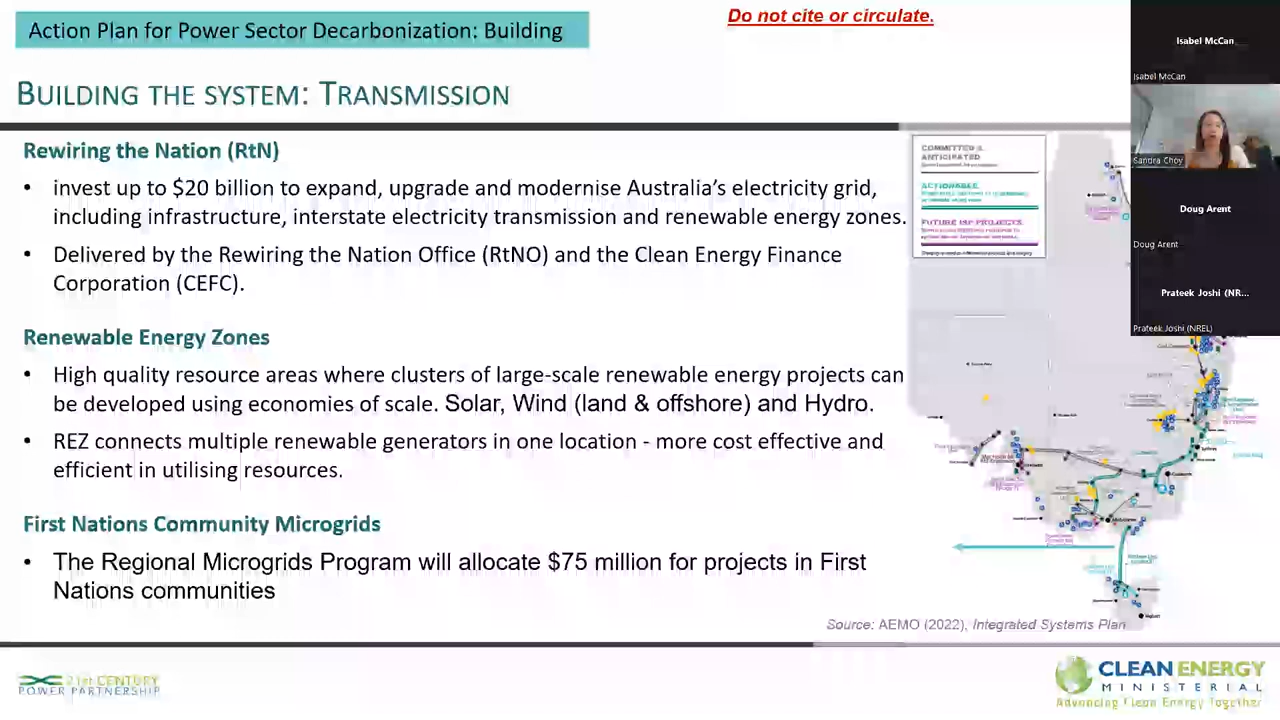 Action Plan for Power Sector Decarbonization: Building
Do not cite or circulate.
BUILDING THE SYSTEM: TRANSMISSION
Rewiring the Nation (RtN)
• invest up to $20 billion to expand, upgrade and modernise Australia's electricity grid,
including infrastructure, interstate electricity transmission and renewable energy zones.
• Delivered by the Rewiring the Nation Office (RtNO) and the Clean Energy Finance
Corporation (CEFC).
Renewable Energy Zones
• High quality resource areas where clusters of large-scale renewable energy projects can
be developed using economies of scale. Solar, Wind (land & offshore) and Hydro.
• REZ connects multiple renewable generators in one location - more cost effective and
efficient in utilising resources.
First Nations Community Microgrids
• The Regional Microgrids Program will allocate $75 million for projects in First
Nations communities
COMMITTED &
ANTICIPATED
ACTIONABLE
FUTURE ISP PROJECTS
Source: AEMO (2022), Integrated Systems Plan
Isabel McCan
Isabel McCan
Sandra Choy
Doug Arent
Doug Arent
Prateek Joshi (NR...
Prateek Joshi (NREL)
21st CENTURY
POWER PARTNERSHIP
CLEAN ENERGY
MINISTERIAL
Advancing Clean Energy Together